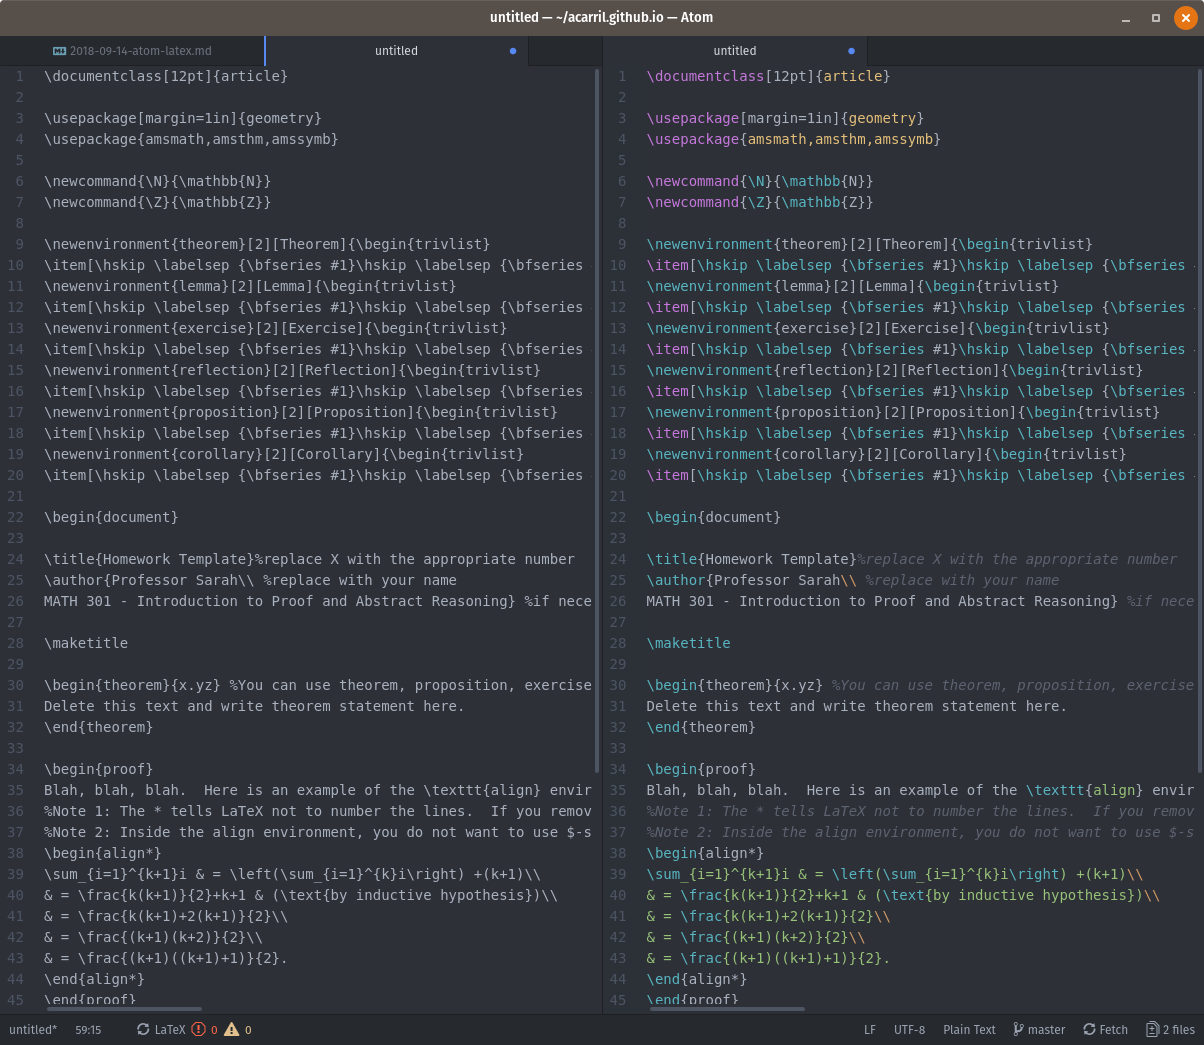 untitled — ~/acarril.github.io — Atom
2018-09-14-atom-latex.md
untitled
1 \documentclass[12pt]{article}
2
3 \usepackage[margin=1in]{geometry}
4 \usepackage{amsmath,amsthm,amssymb}
5
6 \newcommand{\N}{\mathbb{N}}
7 \newcommand{\Z}{\mathbb{Z}}
8
9 \newenvironment{theorem}[2][Theorem]{\begin{trivlist}
10 \item[\hskip \labelsep {\bfseries #1}\hskip \labelsep {\bfseries
11 \newenvironment{lemma}[2][Lemma]{\begin{trivlist}
12 \item[\hskip \labelsep {\bfseries #1}\hskip \labelsep {\bfseries
13 \newenvironment{exercise}[2][Exercise]{\begin{trivlist}
14 \item[\hskip \labelsep {\bfseries #1}\hskip \labelsep {\bfseries
15 \newenvironment{reflection}[2][Reflection]{\begin{trivlist}
16 \item[\hskip \labelsep {\bfseries #1}\hskip \labelsep {\bfseries
17 \newenvironment{proposition}[2][Proposition]{\begin{trivlist}
18 \item[\hskip \labelsep {\bfseries #1}\hskip \labelsep {\bfseries
19 \newenvironment{corollary}[2][Corollary]{\begin{trivlist}
20 \item[\hskip \labelsep {\bfseries #1}\hskip \labelsep {\bfseries
21
22 \begin{document}
23
24 \title{Homework Template}%replace X with the appropriate number
25 \author{Professor Sarah\\ %replace with your name
26 MATH 301 - Introduction to Proof and Abstract Reasoning} %if nece
27
28 \maketitle
29
30 \begin{theorem}{x.yz} %You can use theorem, proposition, exercise
31 Delete this text and write theorem statement here.
32 \end{theorem}
33
34 \begin{proof}
35 Blah, blah, blah.  Here is an example of the \texttt{align} envir
36 %Note 1: The * tells LaTeX not to number the lines.  If you remov
37 %Note 2: Inside the align environment, you do not want to use $-s
38 \begin{align*}
39 \sum_{i=1}^{k+1}i & = \left(\sum_{i=1}^{k}i\right) +(k+1)\\
40 & = \frac{k(k+1)}{2}+k+1 & (\text{by inductive hypothesis})\\
41 & = \frac{k(k+1)+2(k+1)}{2}\\
42 & = \frac{(k+1)(k+2)}{2}\\
43 & = \frac{(k+1)((k+1)+1)}{2}.
44 \end{align*}
45 \end{proof}
untitled
1 \documentclass[12pt]{article}
2
3 \usepackage[margin=1in]{geometry}
4 \usepackage{amsmath,amsthm,amssymb}
5
6 \newcommand{\N}{\mathbb{N}}
7 \newcommand{\Z}{\mathbb{Z}}
8
9 \newenvironment{theorem}[2][Theorem]{\begin{trivlist}
10 \item[\hskip \labelsep {\bfseries #1}\hskip \labelsep {\bfseries
11 \newenvironment{lemma}[2][Lemma]{\begin{trivlist}
12 \item[\hskip \labelsep {\bfseries #1}\hskip \labelsep {\bfseries
13 \newenvironment{exercise}[2][Exercise]{\begin{trivlist}
14 \item[\hskip \labelsep {\bfseries #1}\hskip \labelsep {\bfseries
15 \newenvironment{reflection}[2][Reflection]{\begin{trivlist}
16 \item[\hskip \labelsep {\bfseries #1}\hskip \labelsep {\bfseries
17 \newenvironment{proposition}[2][Proposition]{\begin{trivlist}
18 \item[\hskip \labelsep {\bfseries #1}\hskip \labelsep {\bfseries
19 \newenvironment{corollary}[2][Corollary]{\begin{trivlist}
20 \item[\hskip \labelsep {\bfseries #1}\hskip \labelsep {\bfseries
21
22 \begin{document}
23
24 \title{Homework Template}%replace X with the appropriate number
25 \author{Professor Sarah\\ %replace with your name
26 MATH 301 - Introduction to Proof and Abstract Reasoning} %if nece
27
28 \maketitle
29
30 \begin{theorem}{x.yz} %You can use theorem, proposition, exercise
31 Delete this text and write theorem statement here.
32 \end{theorem}
33
34 \begin{proof}
35 Blah, blah, blah.  Here is an example of the \texttt{align} envir
36 %Note 1: The * tells LaTeX not to number the lines.  If you remov
37 %Note 2: Inside the align environment, you do not want to use $-s
38 \begin{align*}
39 \sum_{i=1}^{k+1}i & = \left(\sum_{i=1}^{k}i\right) +(k+1)\\
40 & = \frac{k(k+1)}{2}+k+1 & (\text{by inductive hypothesis})\\
41 & = \frac{k(k+1)+2(k+1)}{2}\\
42 & = \frac{(k+1)(k+2)}{2}\\
43 & = \frac{(k+1)((k+1)+1)}{2}.
44 \end{align*}
45 \end{proof}
untitled* 59:15 LaTeX 0 0 LF UTF-8 Plain Text master Fetch 2 files